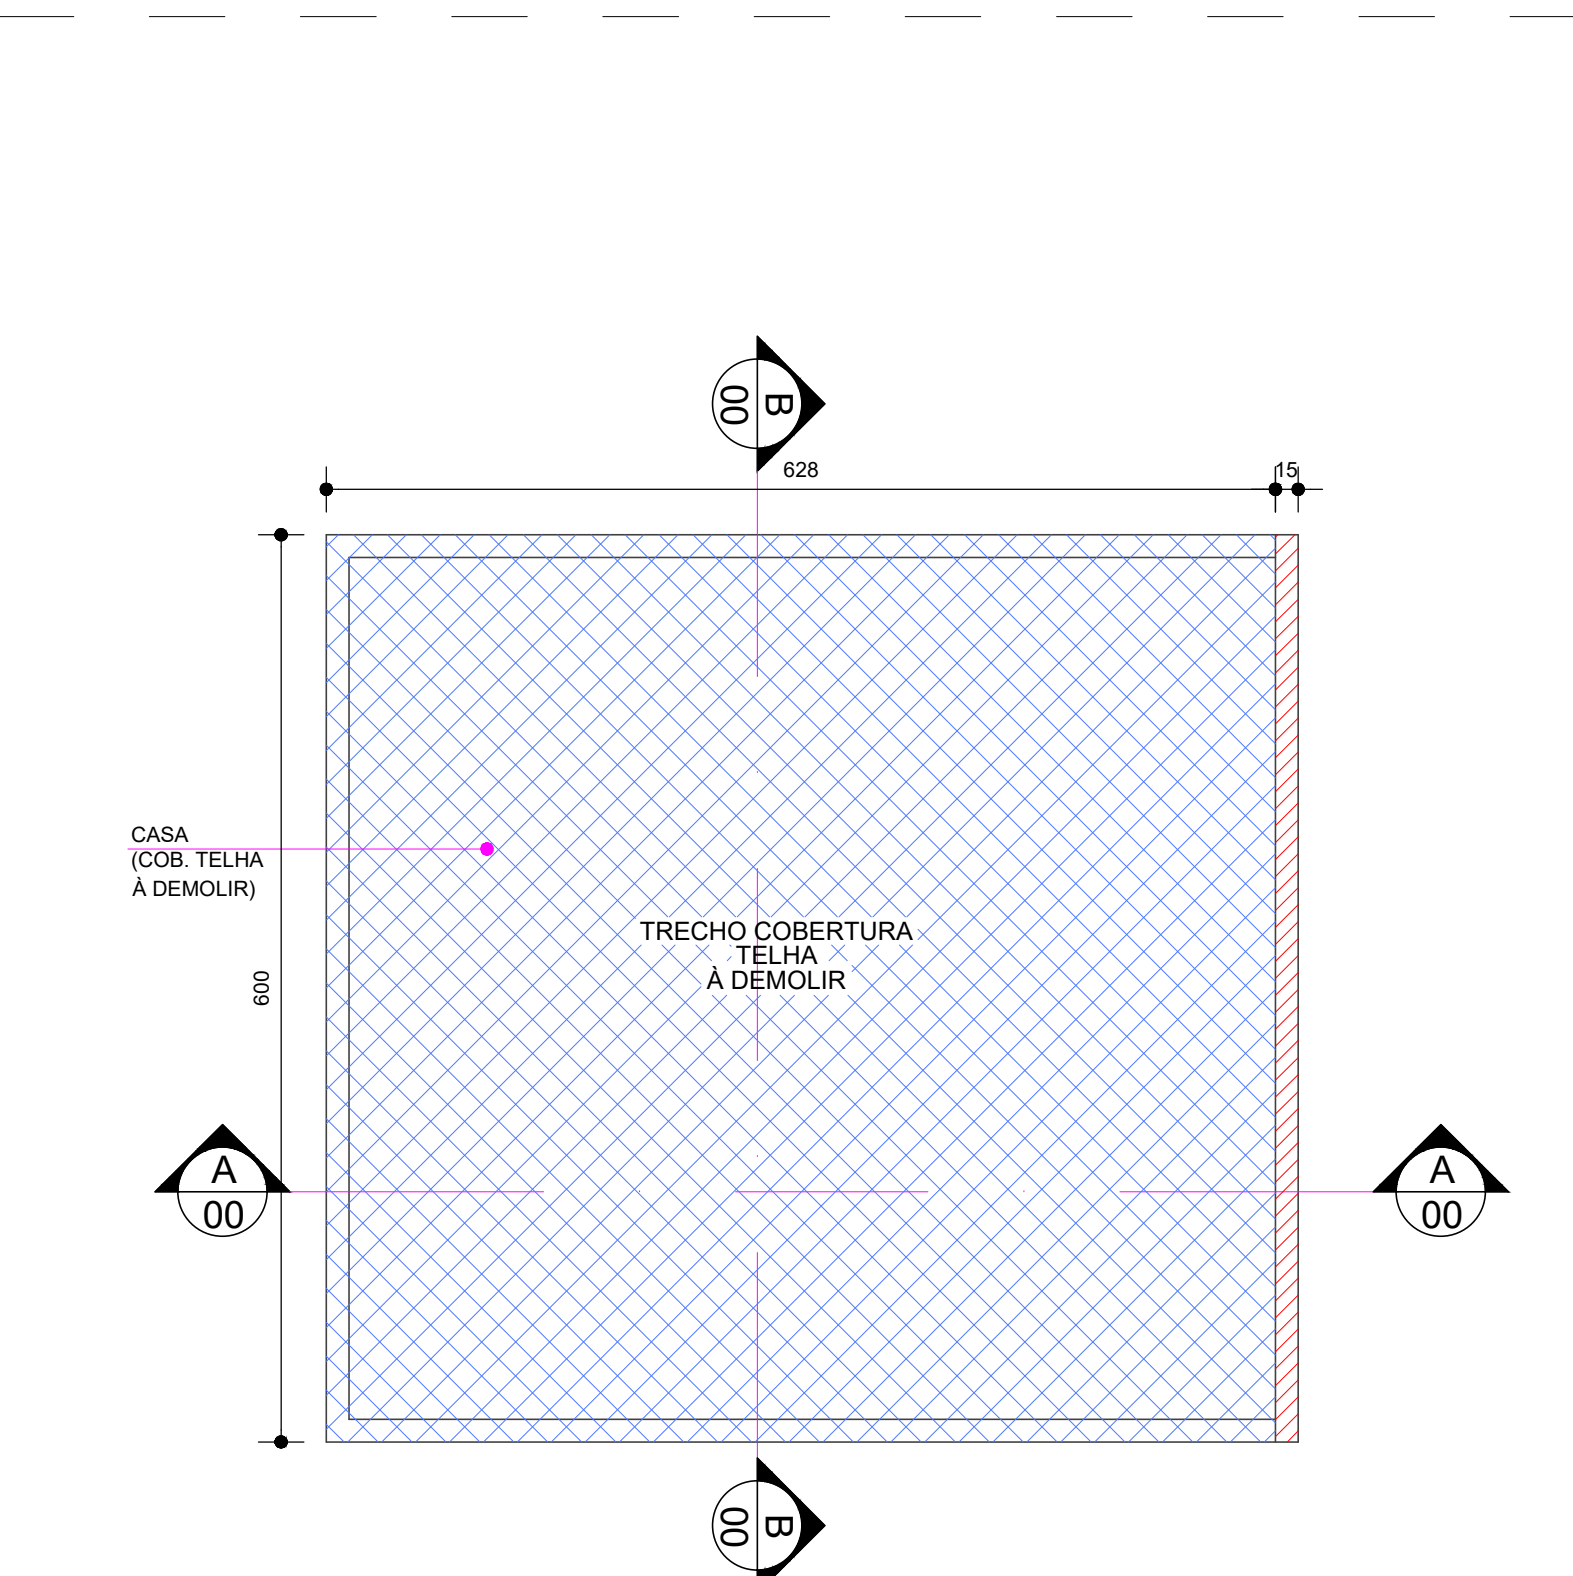 B
00
628
15
CASA
(COB. TELHA
À DEMOLIR)
TRECHO COBERTURA
TELHA
À DEMOLIR
600
A
00
A
00
B
00